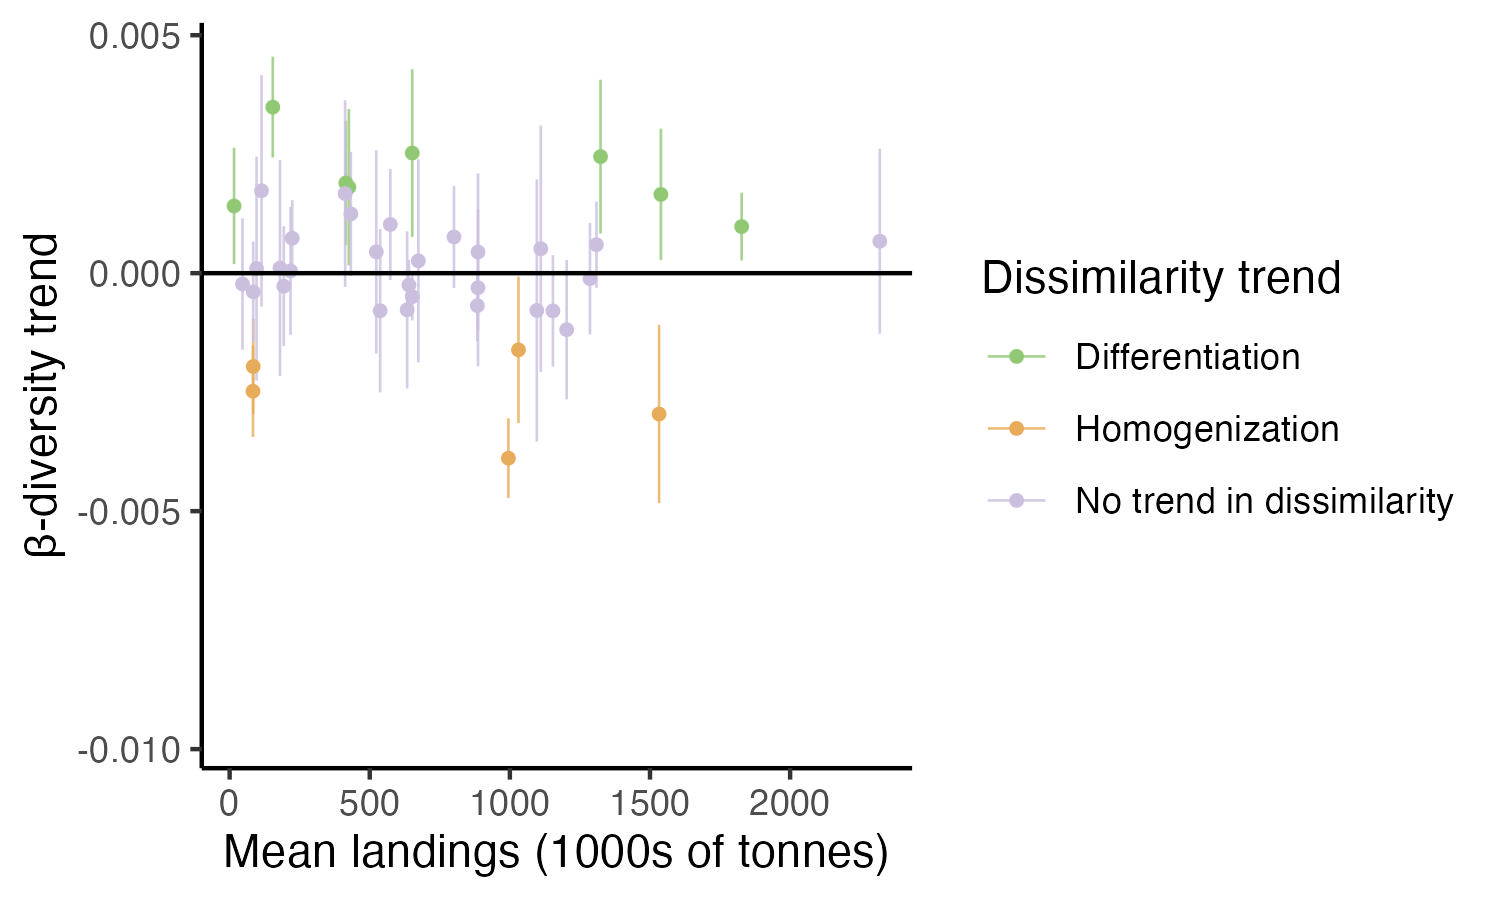 0.005
0.000
-0.005
-0.010
β-diversity trend
0 500 1000 1500 2000
Mean landings (1000s of tonnes)
Dissimilarity trend
Differentiation
Homogenization
No trend in dissimilarity